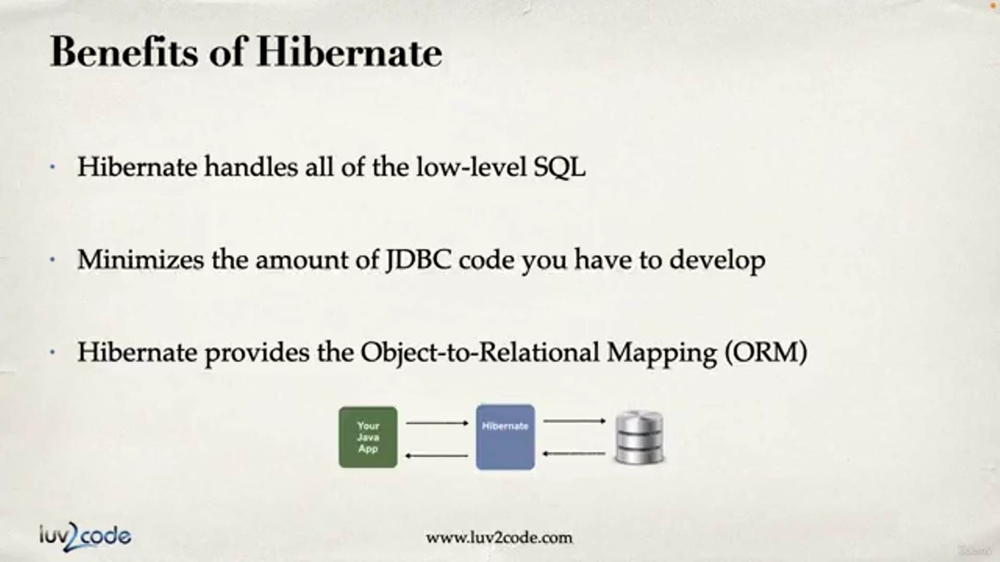 Benefits of Hibernate
• Hibernate handles all of the low-level SQL
• Minimizes the amount of JDBC code you have to develop
• Hibernate provides the Object-to-Relational Mapping (ORM)
Your
Java
App
Hibernate
luv2code
www.luv2code.com
Udemy